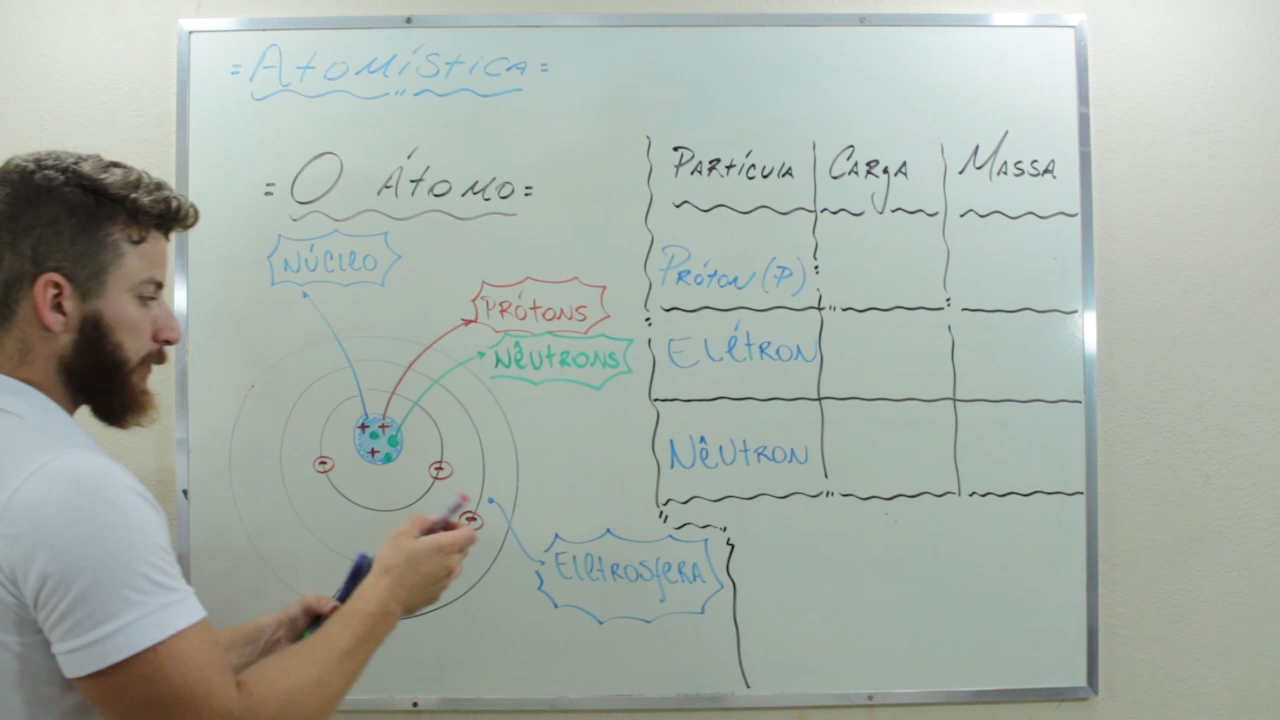 = Atomística =
= O átomo =
Núcleo
Prótons
Nêutrons
+ +
+
- -
-
Eletrosfera
Partícula Carga Massa
Próton (P)
Elétron
Nêutron